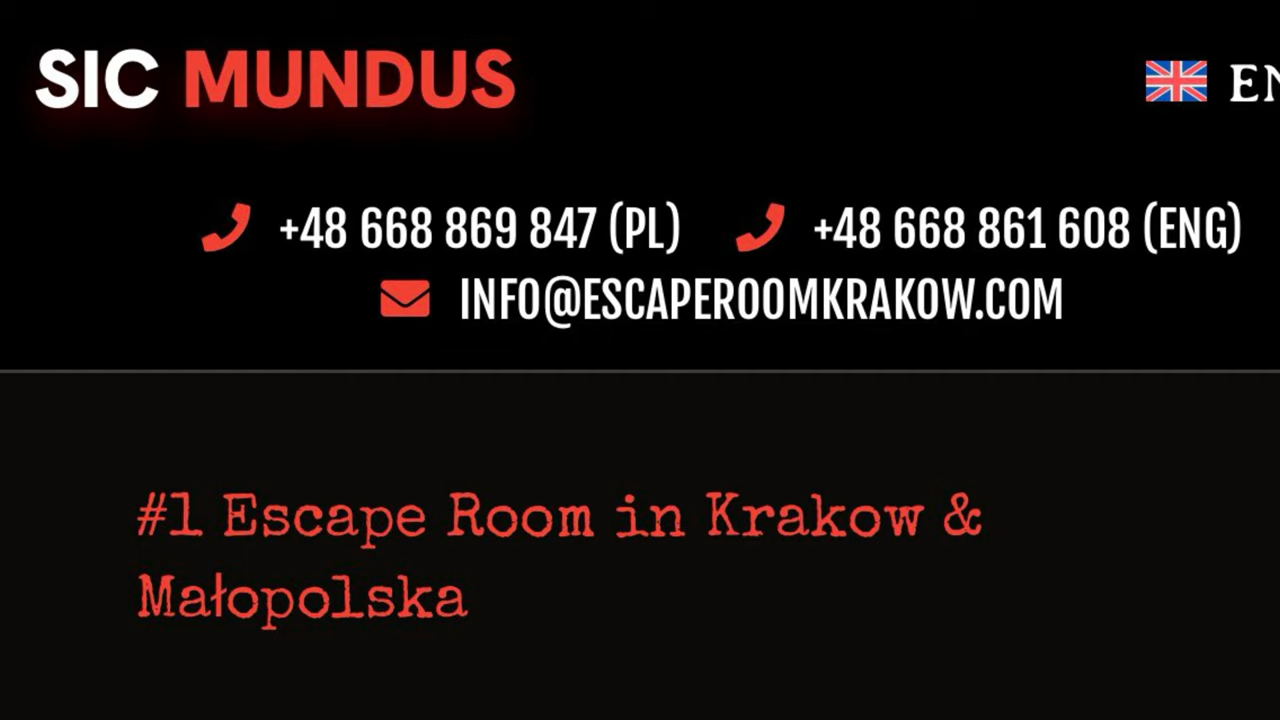 SIC MUNDUS
EN
+48 668 869 847 (PL) +48 668 861 608 (ENG)
INFO@ESCAPEROOMKRAKOW.COM
#1 Escape Room in Krakow &
Małopolska